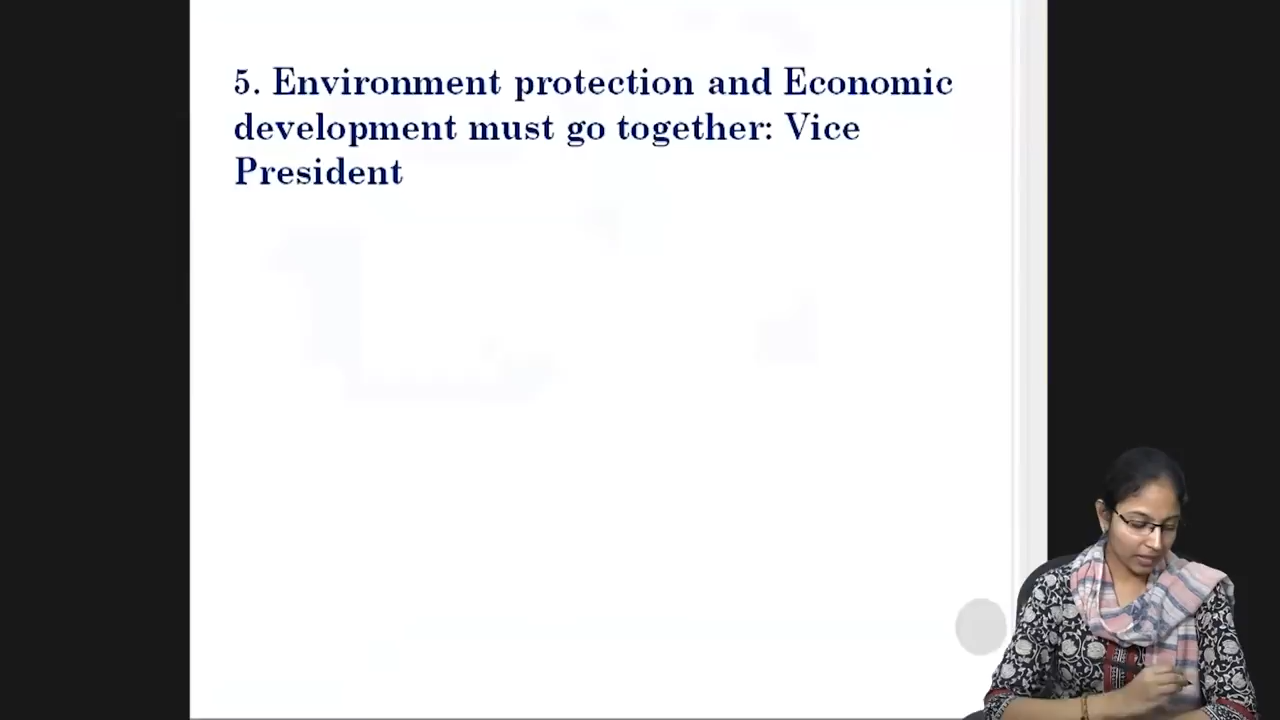 5. Environment protection and Economic
development must go together: Vice
President